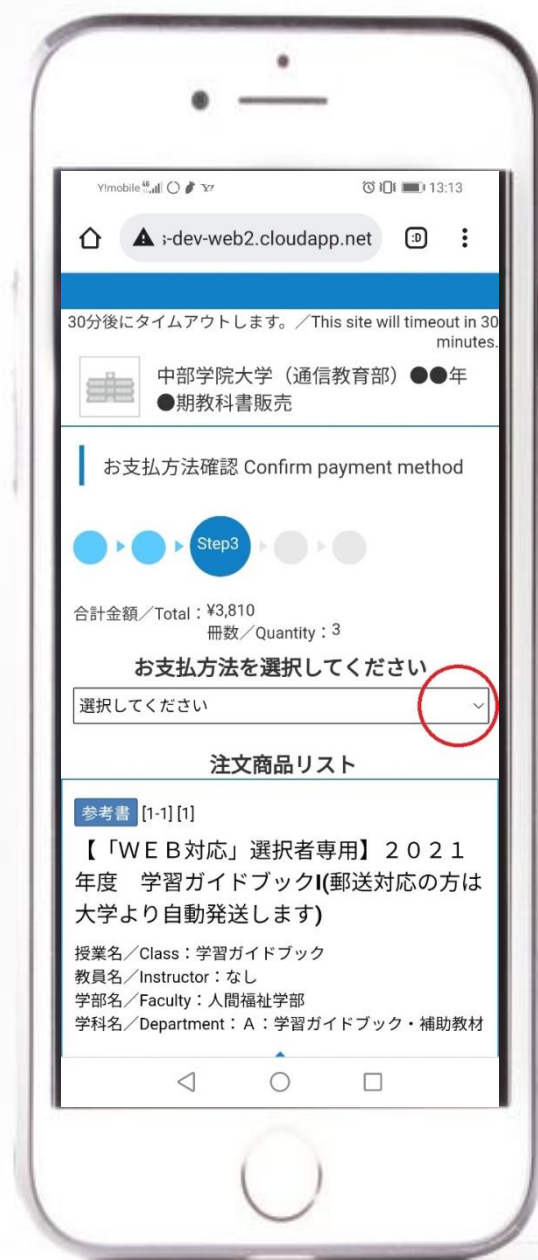 Y!mobile 13:13
:-dev-web2.cloudapp.net :D
30分後にタイムアウトします。／This site will timeout in 30
minutes.
中部学院大学（通信教育部）●●年
●期教科書販売
お支払方法確認 Confirm payment method
Step3
合計金額／Total：¥3,810
冊数／Quantity：3
お支払方法を選択してください
選択してください
注文商品リスト
参考書 [1-1] [1]
【「ＷＥＢ対応」選択者専用】２０２１
年度　学習ガイドブックI(郵送対応の方は
大学より自動発送します)
授業名／Class：学習ガイドブック
教員名／Instructor：なし
学部名／Faculty：人間福祉学部
学科名／Department：Ａ：学習ガイドブック・補助教材